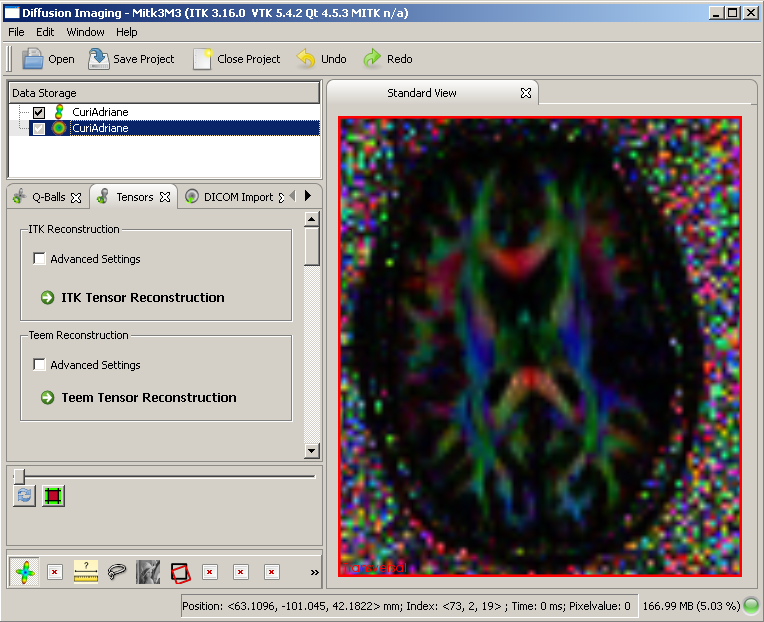 Diffusion Imaging - Mitk3M3 (ITK 3.16.0 VTK 5.4.2 Qt 4.5.3 MITK n/a)
File Edit Window Help
Open Save Project Close Project Undo Redo
Data Storage
CuriAdriane
CuriAdriane
Standard View
Q-Balls Tensors DICOM Import
ITK Reconstruction
Advanced Settings
ITK Tensor Reconstruction
Teem Reconstruction
Advanced Settings
Teem Tensor Reconstruction
?
»
Position: <63.1096, -101.045, 42.1822> mm; Index: <73, 2, 19> ; Time: 0 ms; Pixelvalue: 0 166.99 MB (5.03 %)